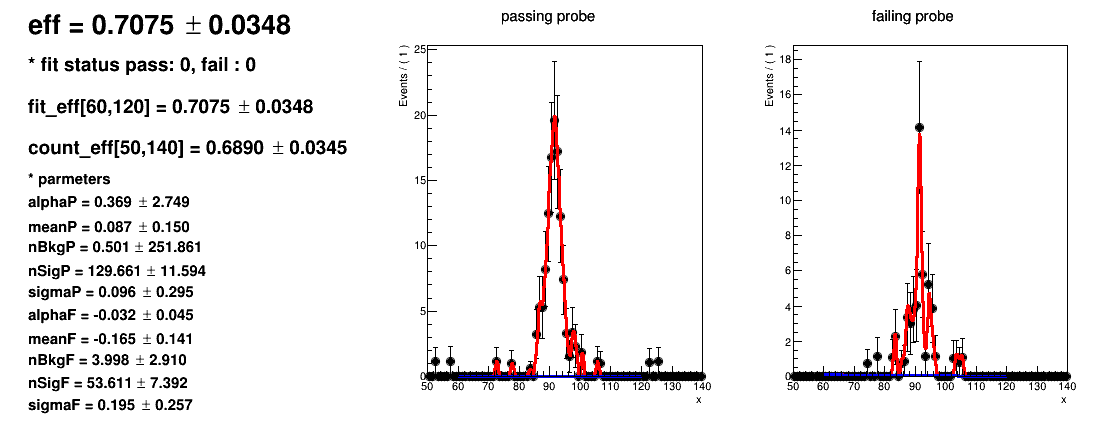 eff = 0.7075 ± 0.0348
* fit status pass: 0, fail : 0
fit_eff[60,120] = 0.7075 ± 0.0348
count_eff[50,140] = 0.6890 ± 0.0345
* parmeters
alphaP = 0.369 ± 2.749
meanP = 0.087 ± 0.150
nBkgP = 0.501 ± 251.861
nSigP = 129.661 ± 11.594
sigmaP = 0.096 ± 0.295
alphaF = -0.032 ± 0.045
meanF = -0.165 ± 0.141
nBkgF = 3.998 ± 2.910
nSigF = 53.611 ± 7.392
sigmaF = 0.195 ± 0.257
passing probe
Events / ( 1 )
25
20
15
10
5
0
50 60 70 80 90 100 110 120 130 140
x
failing probe
Events / ( 1 )
18
16
14
12
10
8
6
4
2
0
50 60 70 80 90 100 110 120 130 140
x